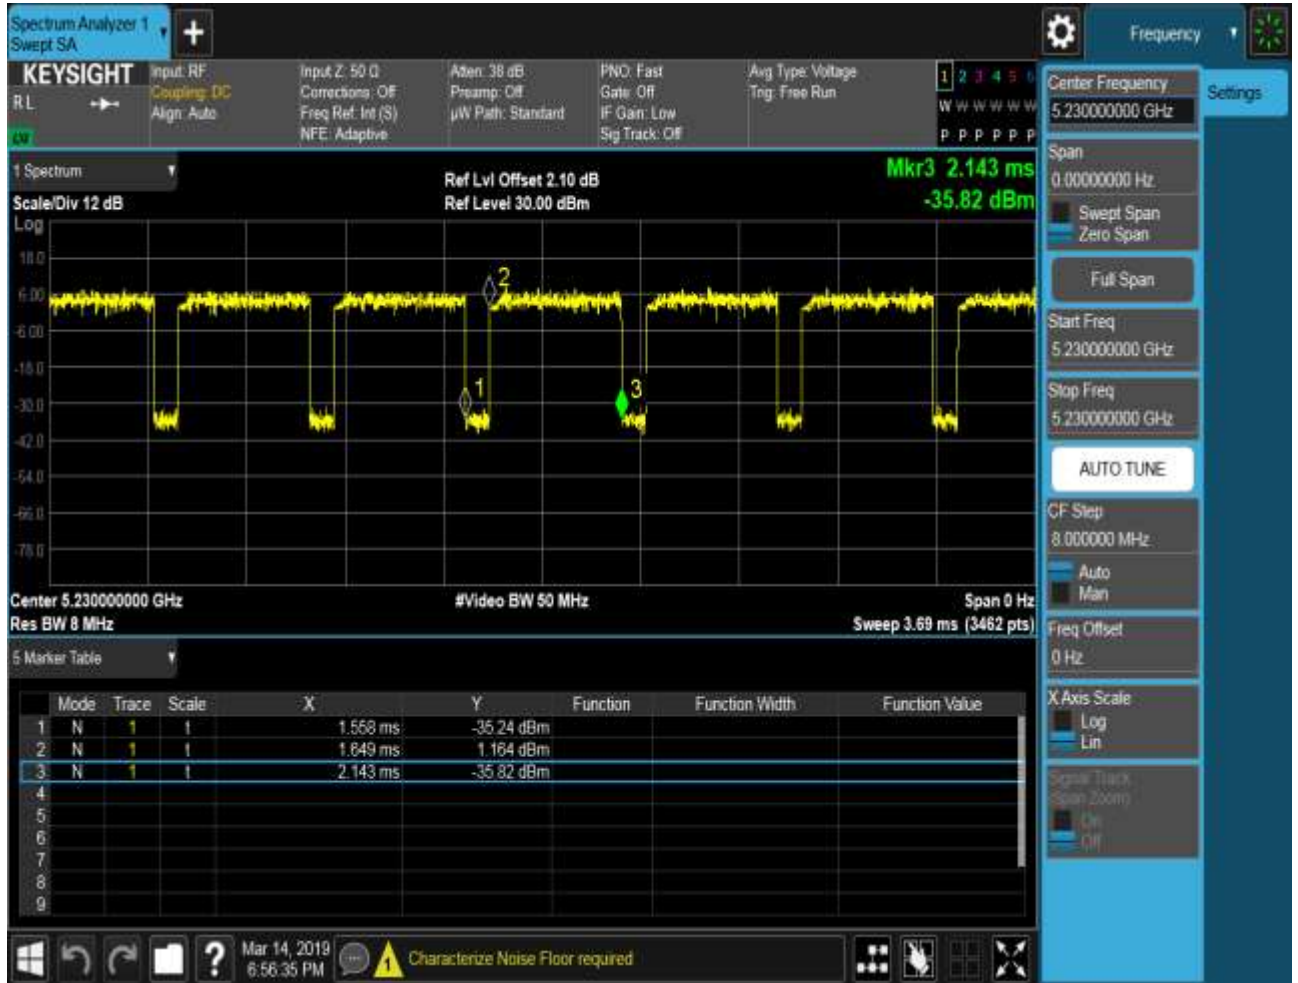 Spectrum Analyzer 1
Swept SA
+
Frequency
KEYSIGHT
R L
Input: RF
Coupling: DC
Align: Auto
Input Z: 50 Ω
Corrections: Off
Freq Ref: Int (S)
NFE: Adaptive
Atten: 38 dB
Preamp: Off
µW Path: Standard
PNO: Fast
Gate: Off
IF Gain: Low
Sig Track: Off
Avg Type: Voltage
Trig: Free Run
1 2 3 4 5 6
W W W W W W
P P P P P P
1 Spectrum
Scale/Div 12 dB
Ref Lvl Offset 2.10 dB
Ref Level 30.00 dBm
Mkr3 2.143 ms
-35.82 dBm
Log
18.0
6.00
-6.00
-18.0
-30.0
-42.0
-54.0
-66.0
-78.0
2
1
3
Center 5.230000000 GHz
#Video BW 50 MHz
Span 0 Hz
Res BW 8 MHz
Sweep 3.69 ms (3462 pts)
5 Marker Table
Mode Trace Scale X Y Function Function Width Function Value
1 N 1 t 1.558 ms -35.24 dBm
2 N 1 t 1.649 ms 1.164 dBm
3 N 1 t 2.143 ms -35.82 dBm
4
5
6
7
8
9
Center Frequency
5.230000000 GHz
Settings
Span
0.00000000 Hz
Swept Span
Zero Span
Full Span
Start Freq
5.230000000 GHz
Stop Freq
5.230000000 GHz
AUTO TUNE
CF Step
8.000000 MHz
Auto
Man
Freq Offset
0 Hz
X Axis Scale
Log
Lin
Signal Track
(Span Zoom)
On
Off
?
Mar 14, 2019
6:56:35 PM
1
Characterize Noise Floor required